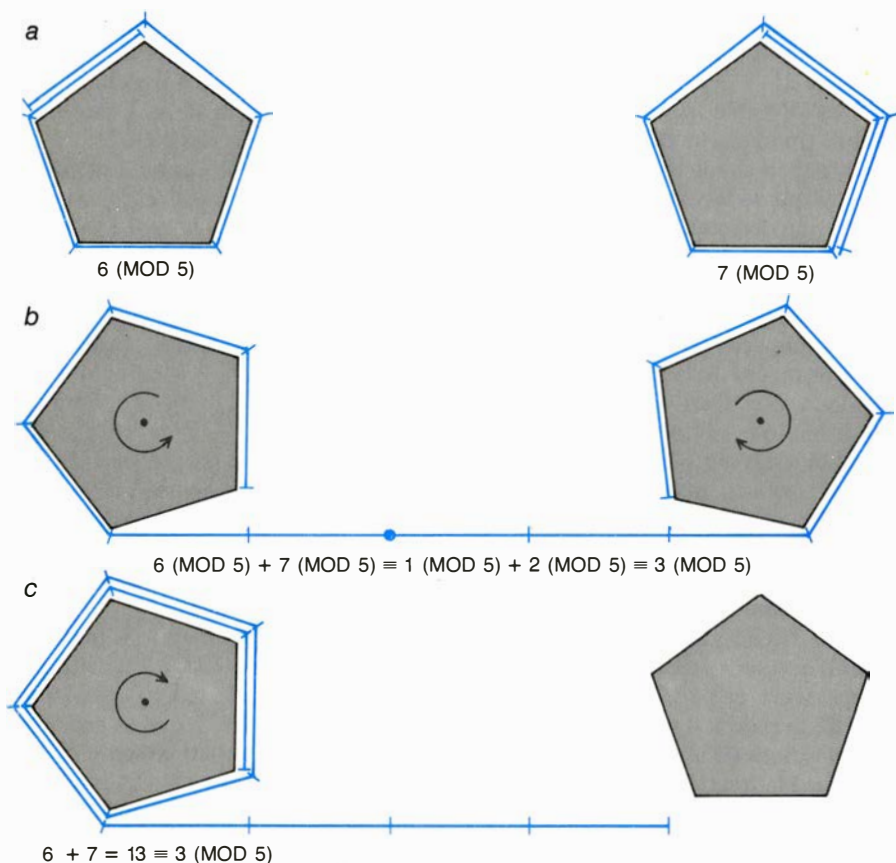 a
6 (MOD 5)
7 (MOD 5)
b
6 (MOD 5) + 7 (MOD 5) ≡ 1 (MOD 5) + 2 (MOD 5) ≡ 3 (MOD 5)
c
6 + 7 = 13 ≡ 3 (MOD 5)